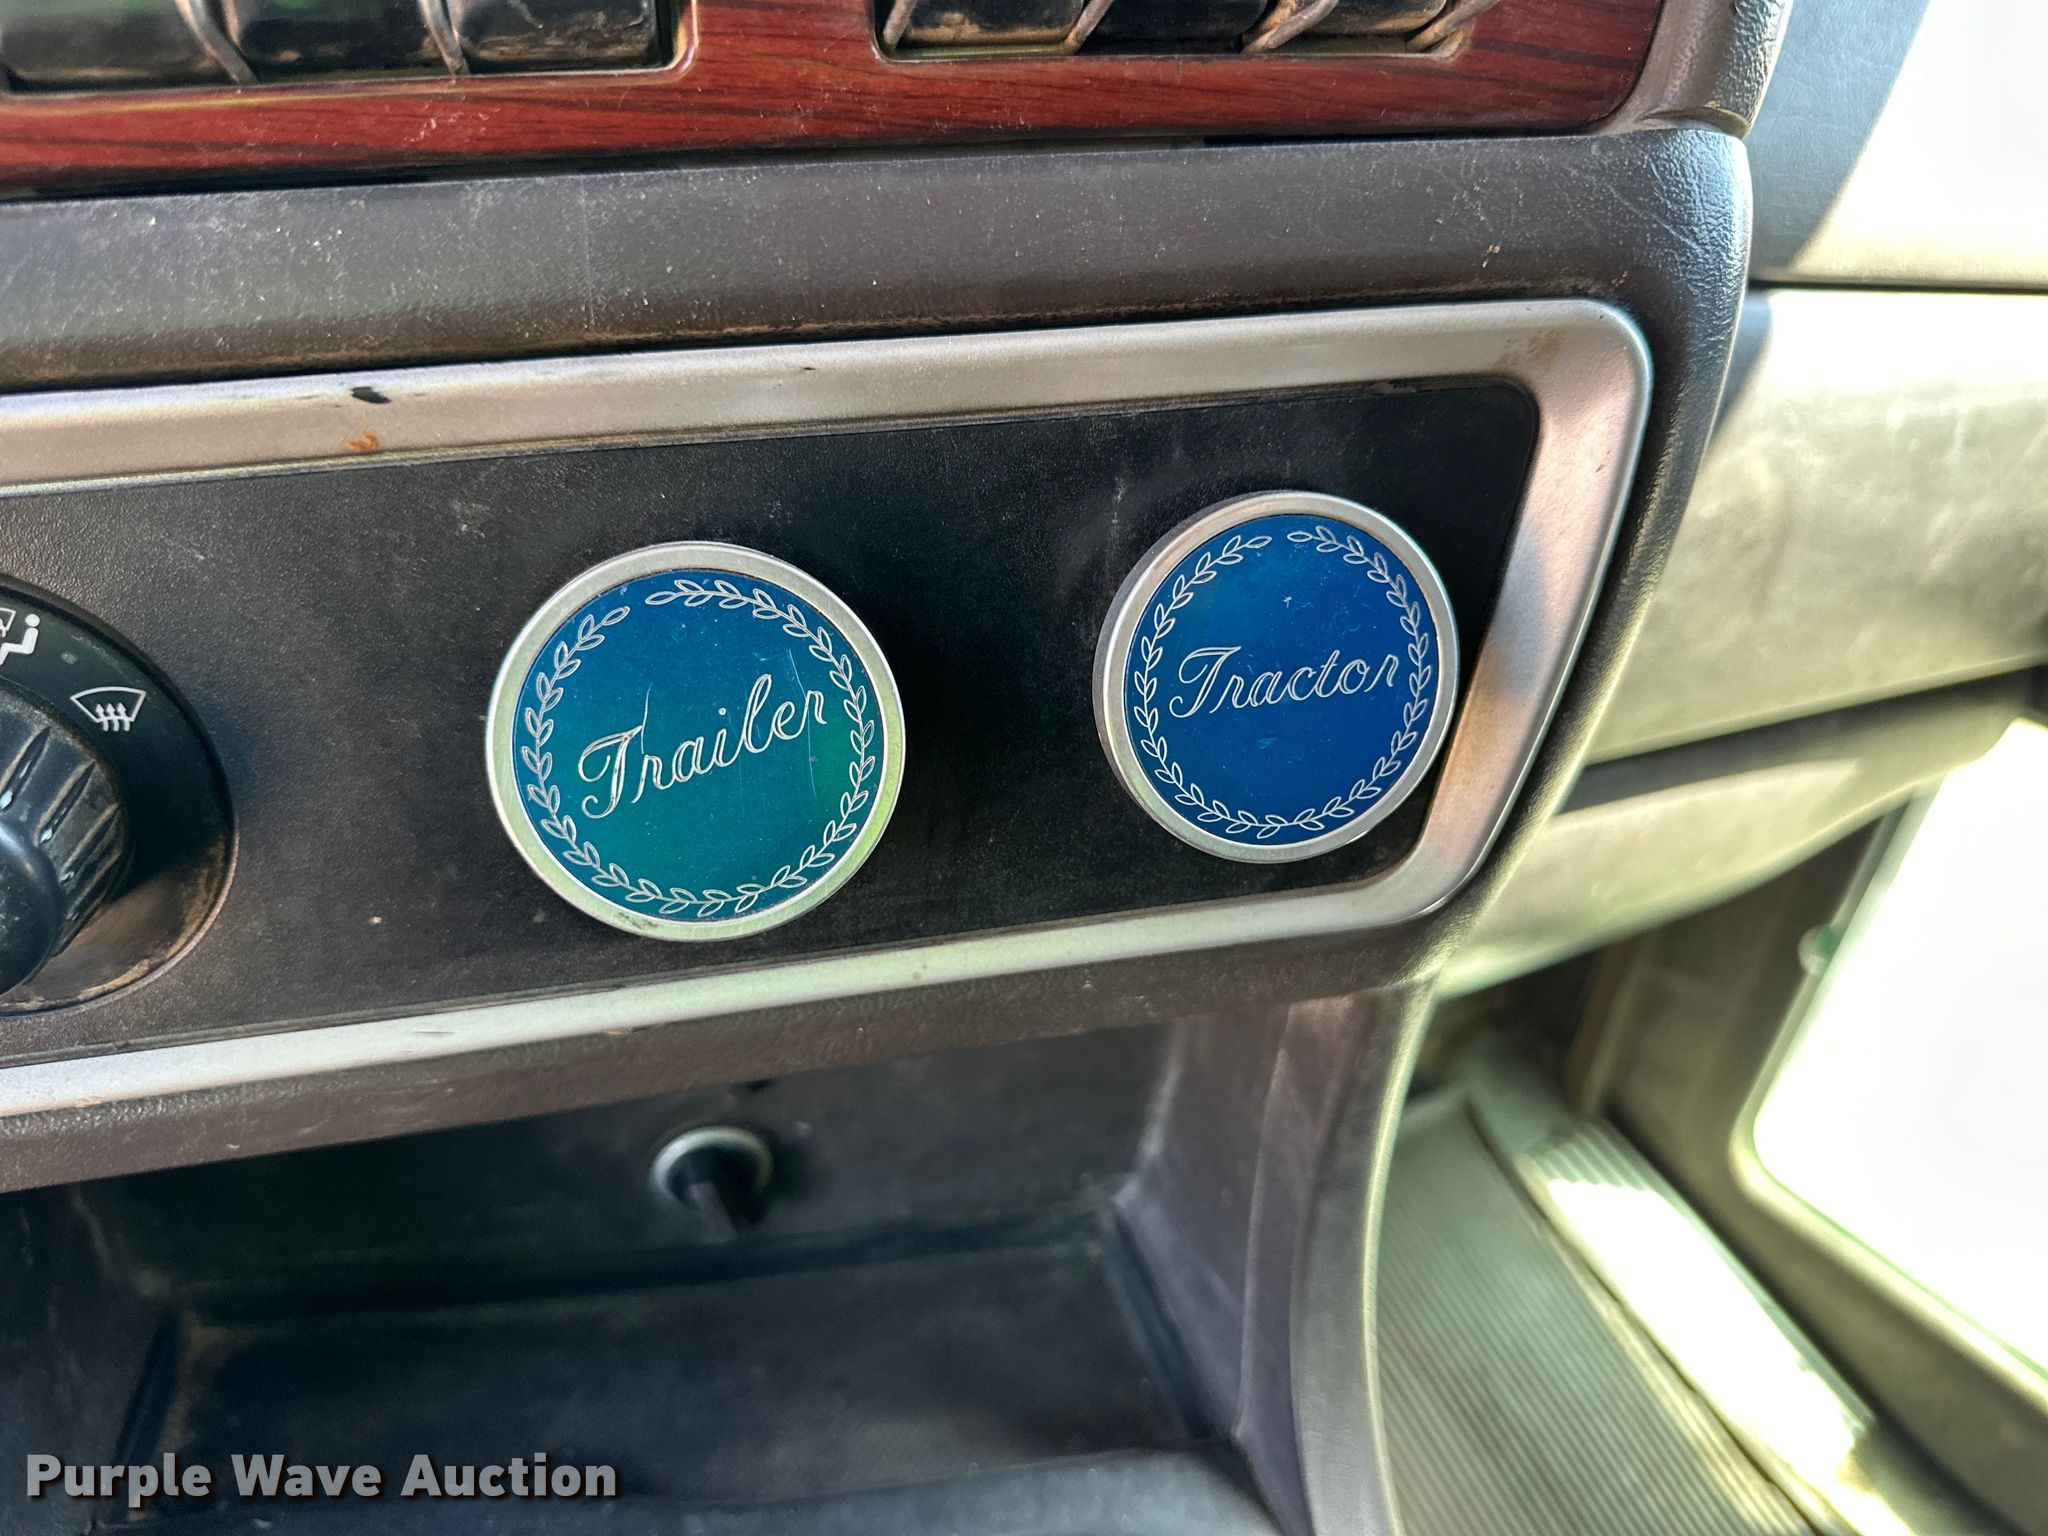 Trailer
Tractor
Purple Wave Auction